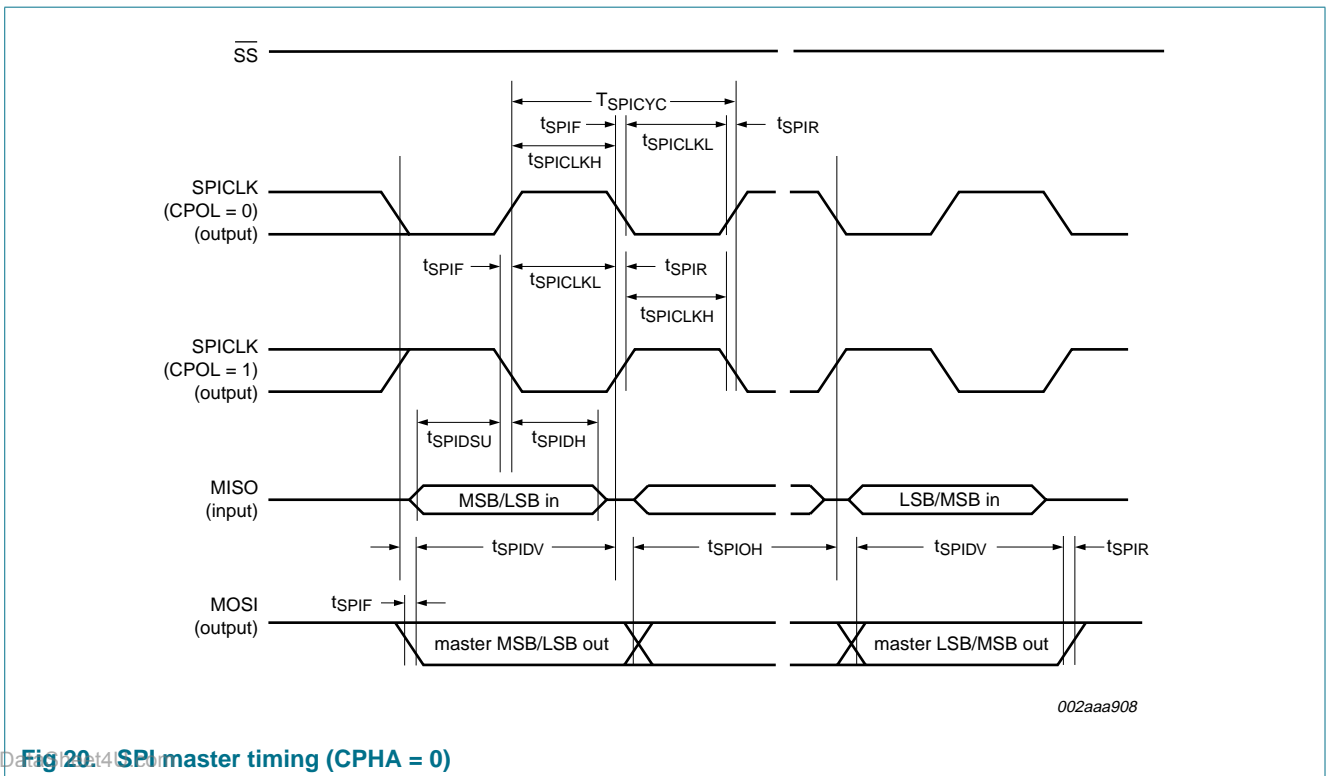 SS
TSPICYC
tSPIF
tSPIR
tSPICLKL
tSPICLKH
SPICLK
(CPOL = 0)
(output)
tSPIF
tSPICLKL
tSPIR
tSPICLKH
SPICLK
(CPOL = 1)
(output)
tSPIDSU
tSPIDH
MISO
(input)
MSB/LSB in
LSB/MSB in
tSPIDV
tSPIOH
tSPIDV
tSPIR
tSPIF
MOSI
(output)
master MSB/LSB out
master LSB/MSB out
002aaa908
Fig 20. SPI master timing (CPHA = 0)